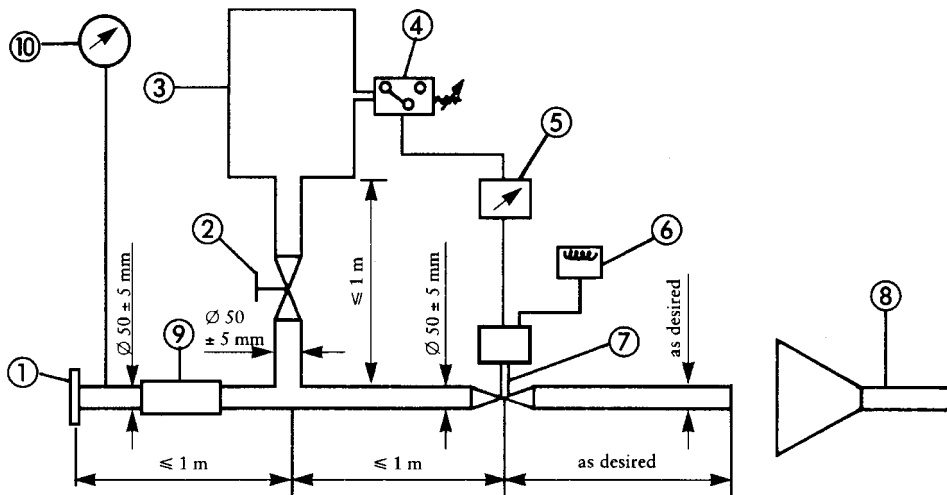 10
3
4
5
2
6
≤ 1 m
Ø 50 ± 5 mm
9
Ø 50
± 5 mm
Ø 50 ± 5 mm
7
as desired
8
1
≤ 1 m
≤ 1 m
as desired